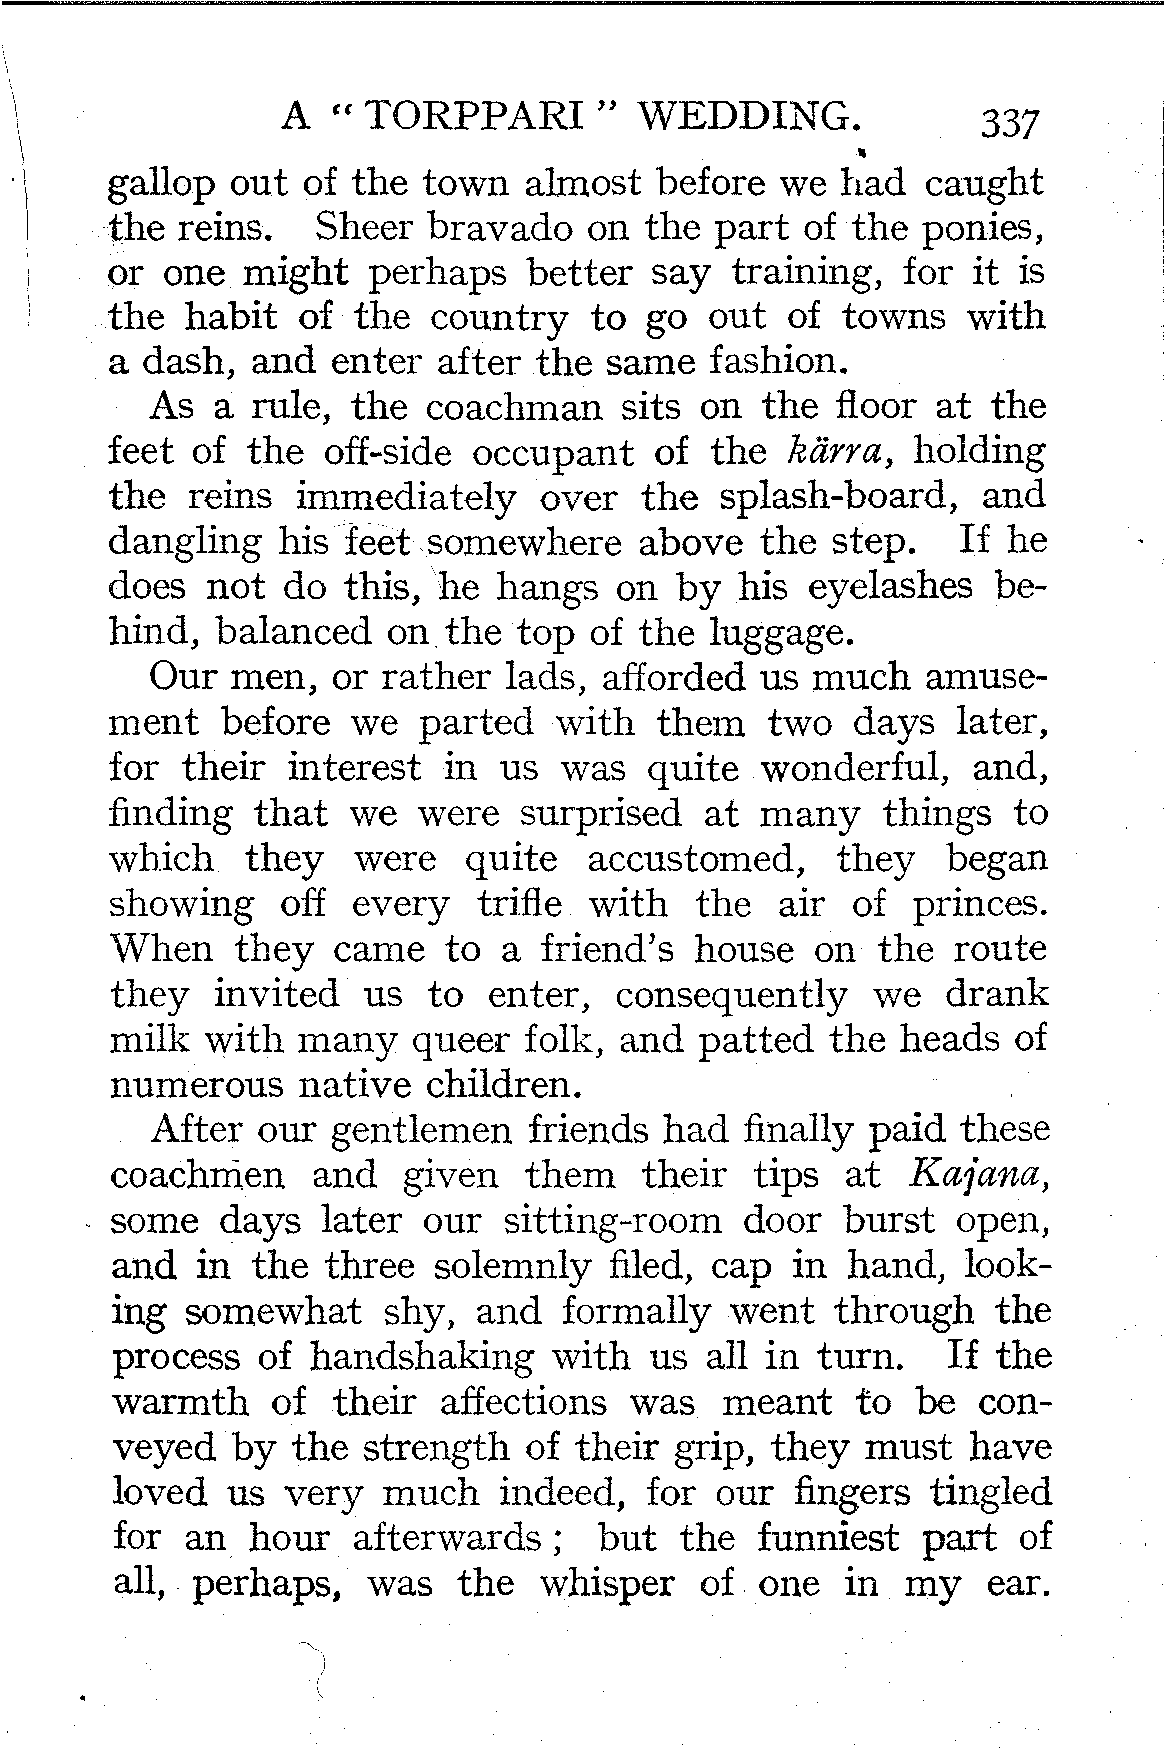 A “ TORPPARI ” WEDDING. 337
gallop out of the town almost before we had caught
the reins. Sheer bravado on the part of the ponies,
or one might perhaps better say training, for it is
the habit of the country to go out of towns with
a dash, and enter after the same fashion.
As a rule, the coachman sits on the floor at the
feet of the off-side occupant of the kärra, holding
the reins immediately over the splash-board, and
dangling his feet somewhere above the step. If he
does not do this, he hangs on by his eyelashes be-
hind, balanced on the top of the luggage.
Our men, or rather lads, afforded us much amuse-
ment before we parted with them two days later,
for their interest in us was quite wonderful, and,
finding that we were surprised at many things to
which they were quite accustomed, they began
showing off every trifle with the air of princes.
When they came to a friend’s house on the route
they invited us to enter, consequently we drank
milk with many queer folk, and patted the heads of
numerous native children.
After our gentlemen friends had finally paid these
coachmen and given them their tips at Kajana,
some days later our sitting-room door burst open,
and in the three solemnly filed, cap in hand, look-
ing somewhat shy, and formally went through the
process of handshaking with us all in turn. If the
warmth of their affections was meant to be con-
veyed by the strength of their grip, they must have
loved us very much indeed, for our fingers tingled
for an hour afterwards ; but the funniest part of
all, perhaps, was the whisper of one in my ear.